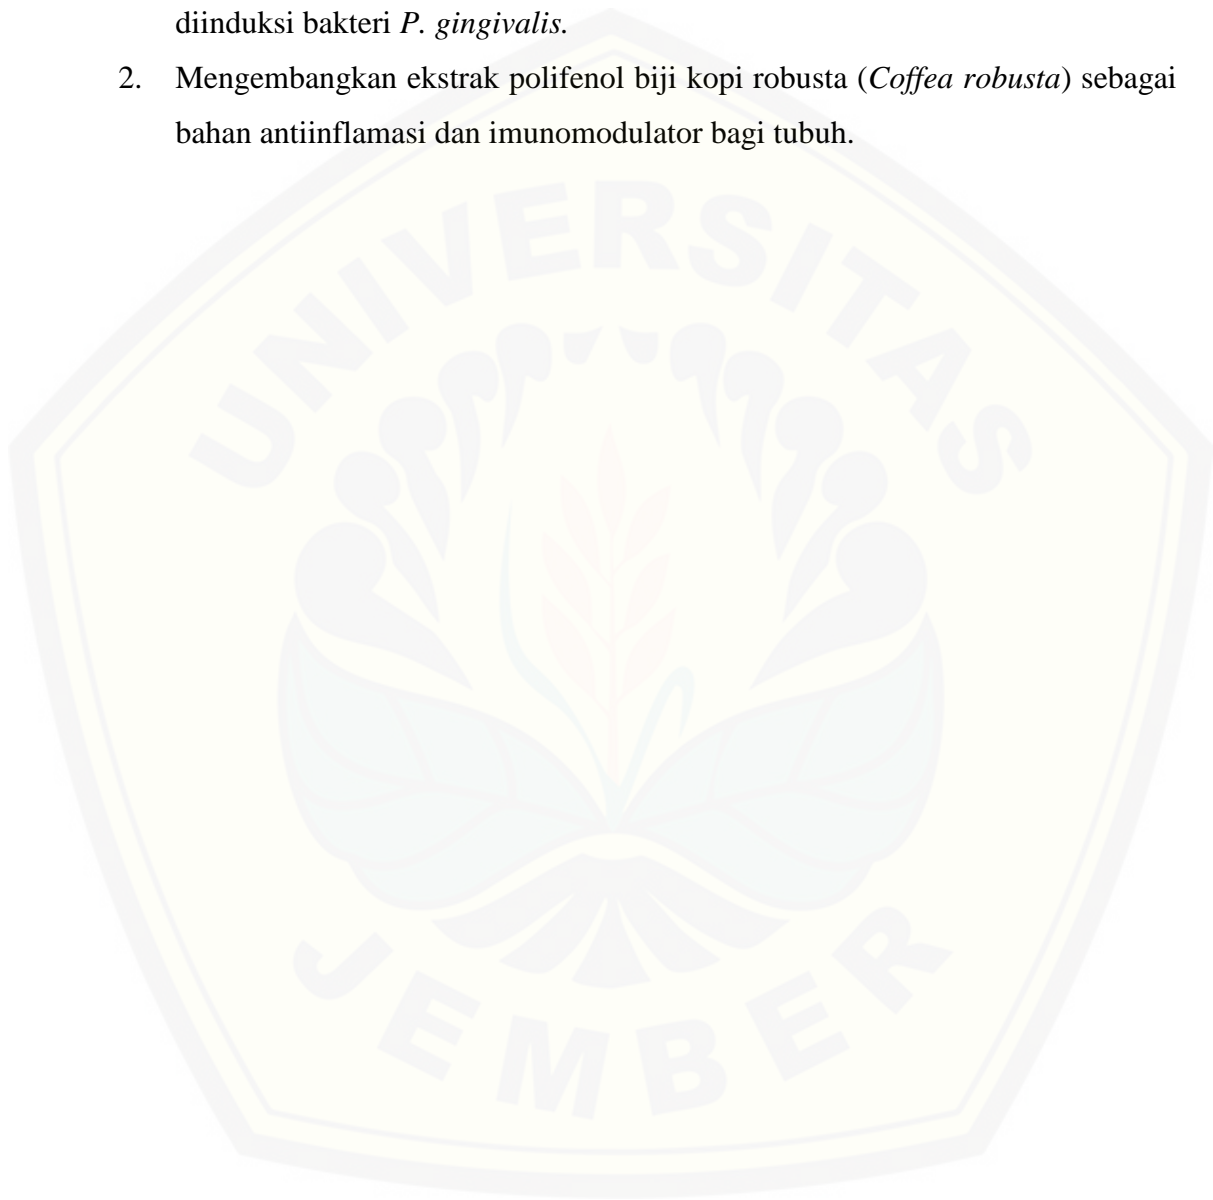 diinduksi bakteri P. gingivalis.
2. Mengembangkan ekstrak polifenol biji kopi robusta (Coffea robusta) sebagai
bahan antiinflamasi dan imunomodulator bagi tubuh.
UNIVERSITAS
JEMBER